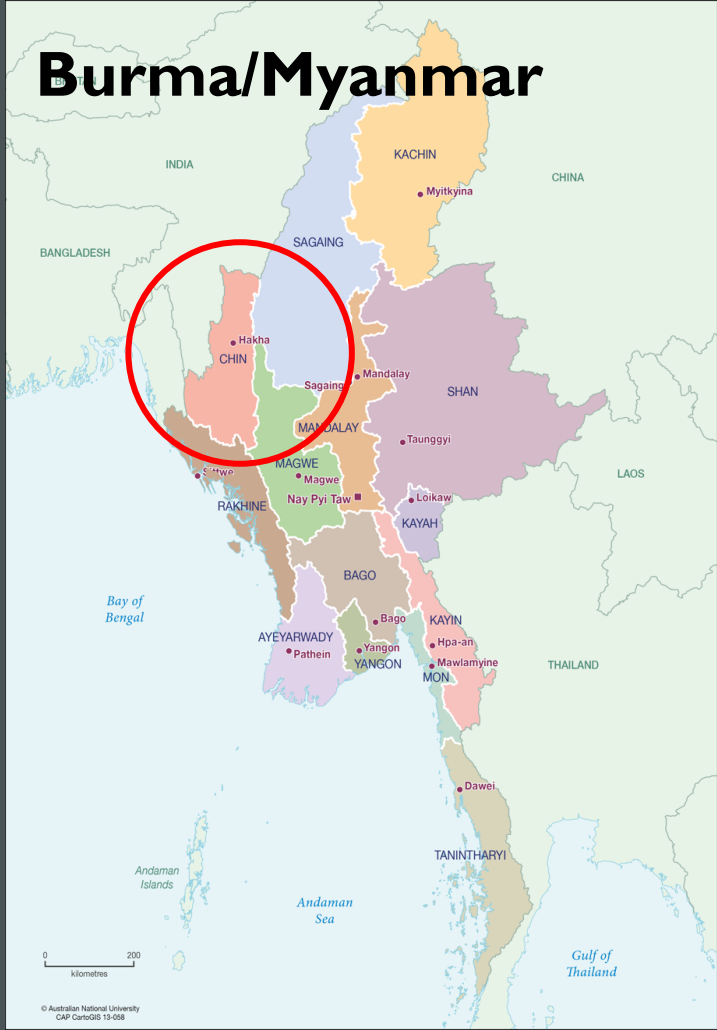 Burma/Myanmar
BHUTAN
KACHIN
INDIA
CHINA
Myitkyina
SAGAING
BANGLADESH
Hakha
CHIN
Mandalay
Sagaing
SHAN
MANDALAY
Taunggyi
MAGWE
Sittwe
Magwe
LAOS
Nay Pyi Taw
Loikaw
RAKHINE
KAYAH
BAGO
Bay of
Bengal
Bago
KAYIN
AYEYARWADY
Hpa-an
Pathein
Yangon
YANGON
Mawlamyine
MON
THAILAND
Dawei
TANINTHARYI
Andaman
Islands
Andaman
Sea
Gulf of
Thailand
0 200
kilometres
© Australian National University
CAP CartoGIS 13-058